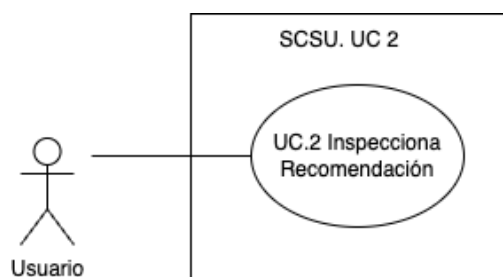 SCSU. UC 2
UC.2 Inspecciona
Recomendación
Usuario